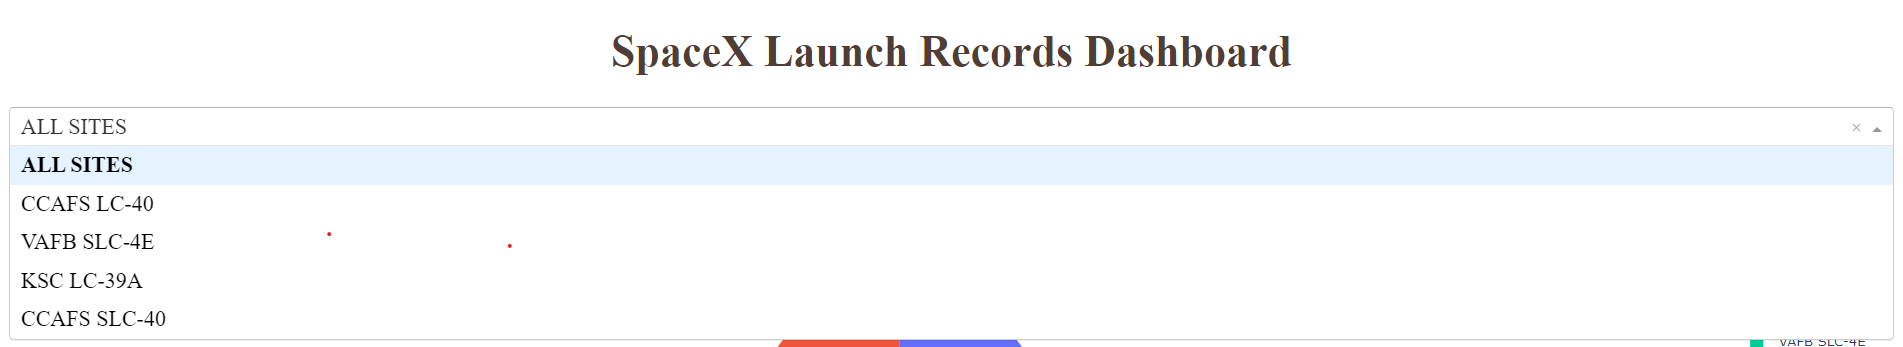 SpaceX Launch Records Dashboard
ALL SITES
ALL SITES
CCAFS LC-40
VAFB SLC-4E
KSC LC-39A
CCAFS SLC-40
VAFB SLC-4E